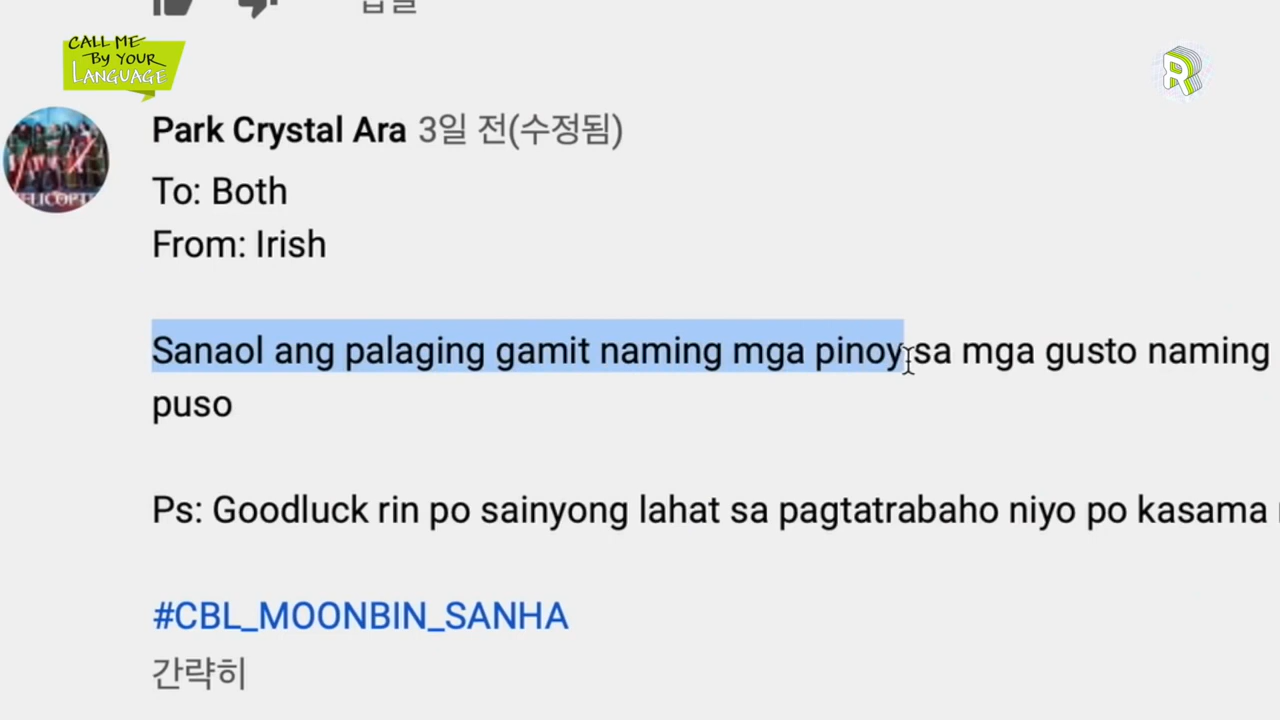 답글
CALL ME
BY YOUR
LANGUAGE
R
Park Crystal Ara 3일 전(수정됨)
To: Both
From: Irish
Sanaol ang palaging gamit naming mga pinoy sa mga gusto naming
puso
Ps: Goodluck rin po sainyong lahat sa pagtatrabaho niyo po kasama
#CBL_MOONBIN_SANHA
간략히